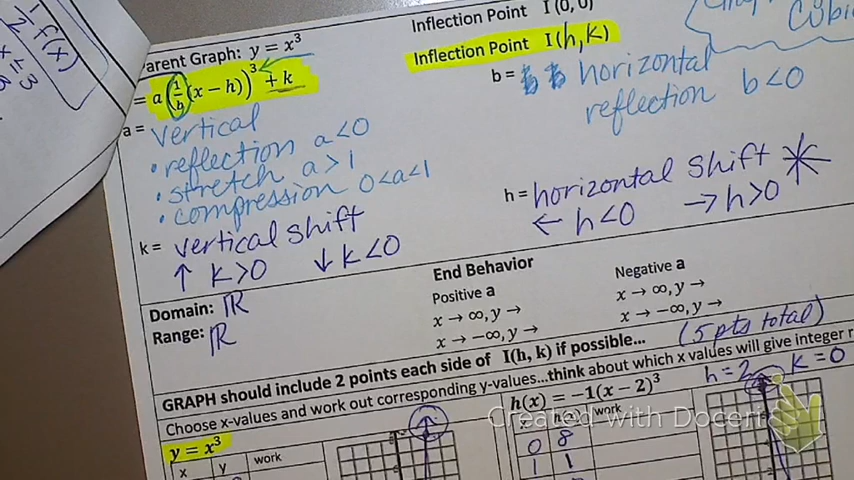 ½f(x)
x ≤ 3
Parent Graph: y = x³
Inflection Point I(0, 0)
Inflection Point I(h, k)
= a(1/b(x − h))³ + k
b = horizontal
reflection b<0
a = vertical
• reflection a<0
• stretch a>1
• compression 0<a<1
h = horizontal shift
← h<0 → h>0
k = vertical shift
↑ k>0 ↓ k<0
End Behavior
Domain: ℝ
Range: ℝ
Positive a
x → ∞, y →
x → −∞, y →
Negative a
x → ∞, y →
x → −∞, y →
(5 pts total)
GRAPH should include 2 points each side of I(h, k) if possible...
Choose x-values and work out corresponding y-values...think about which x values will give integer r
h=2 k=0
y = x³
x y work
h(x) = −1(x − 2)³
x h(x) work
0 8
1 1
Created with Doceri